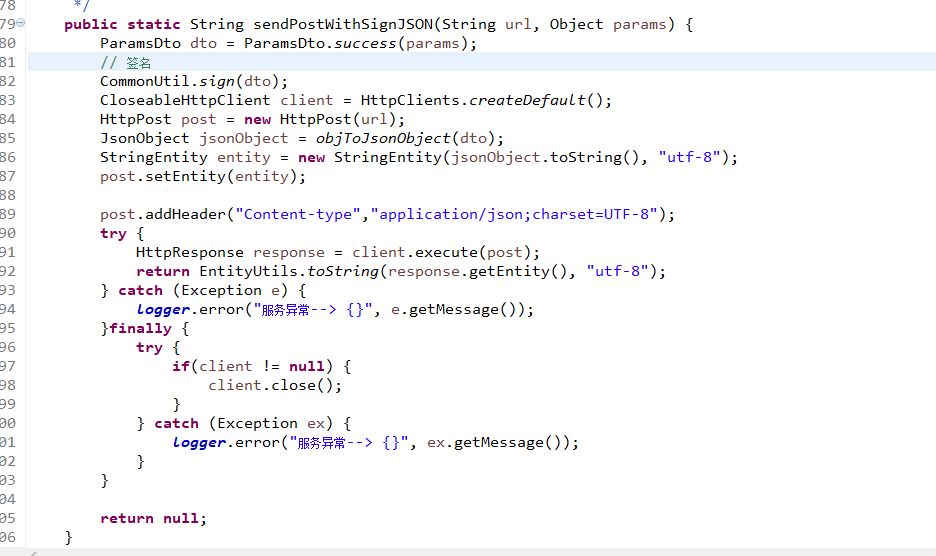 78 */
79 public static String sendPostWithSignJSON(String url, Object params) {
80 ParamsDto dto = ParamsDto.success(params);
81 // 签名
82 CommonUtil.sign(dto);
83 CloseableHttpClient client = HttpClients.createDefault();
84 HttpPost post = new HttpPost(url);
85 JsonObject jsonObject = objToJsonObject(dto);
86 StringEntity entity = new StringEntity(jsonObject.toString(), "utf-8");
87 post.setEntity(entity);
88
89 post.addHeader("Content-type","application/json;charset=UTF-8");
90 try {
91 HttpResponse response = client.execute(post);
92 return EntityUtils.toString(response.getEntity(), "utf-8");
93 } catch (Exception e) {
94 logger.error("服务异常--> {}", e.getMessage());
95 }finally {
96 try {
97 if(client != null) {
98 client.close();
99 }
00 } catch (Exception ex) {
01 logger.error("服务异常--> {}", ex.getMessage());
02 }
03 }
04
05 return null;
06 }